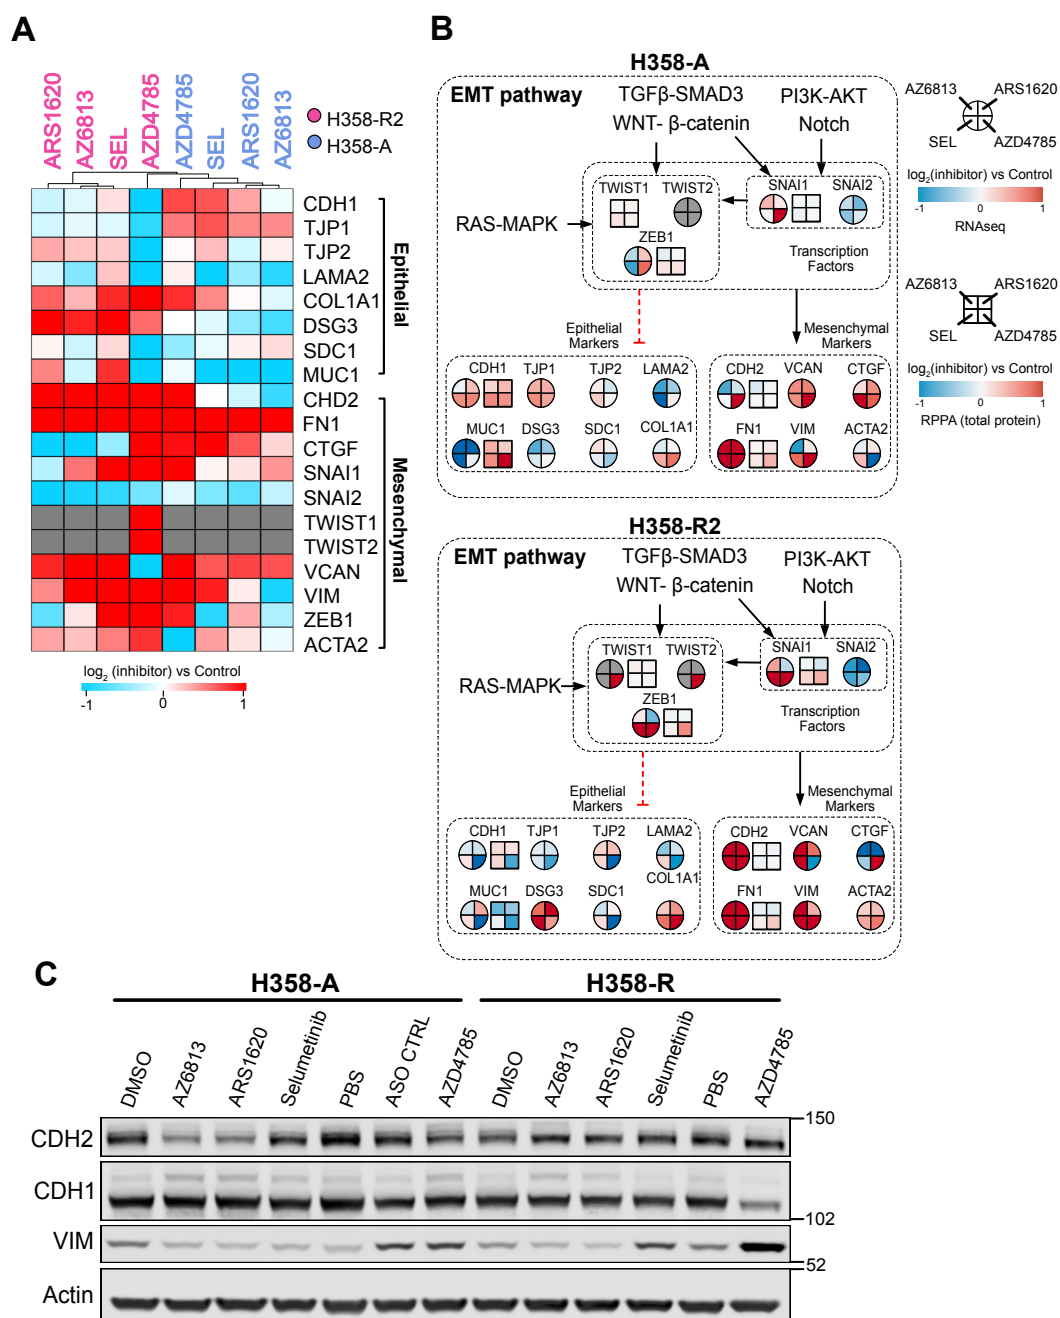 A
ARS1620
AZ6813
SEL
AZD4785
AZD4785
SEL
ARS1620
AZ6813
H358-R2
H358-A
CDH1
TJP1
TJP2
LAMA2
COL1A1
DSG3
SDC1
MUC1
CHD2
FN1
CTGF
SNAI1
SNAI2
TWIST1
TWIST2
VCAN
VIM
ZEB1
ACTA2
Epithelial
Mesenchymal
log2 (inhibitor) vs Control
-1 0 1
B
H358-A
EMT pathway
TGFβ-SMAD3
PI3K-AKT
WNT- β-catenin
Notch
TWIST1
TWIST2
SNAI1
SNAI2
RAS-MAPK
ZEB1
Transcription
Factors
Epithelial
Markers
Mesenchymal
Markers
CDH1
TJP1
TJP2
LAMA2
CDH2
VCAN
CTGF
MUC1
DSG3
SDC1
COL1A1
FN1
VIM
ACTA2
AZ6813
ARS1620
SEL
AZD4785
log2(inhibitor) vs Control
-1 0 1
RNAseq
AZ6813
ARS1620
SEL
AZD4785
log2(inhibitor) vs Control
-1 0 1
RPPA (total protein)
H358-R2
EMT pathway
TGFβ-SMAD3
PI3K-AKT
WNT- β-catenin
Notch
TWIST1
TWIST2
SNAI1
SNAI2
RAS-MAPK
ZEB1
Transcription
Factors
Epithelial
Markers
Mesenchymal
Markers
CDH1
TJP1
TJP2
LAMA2
CDH2
VCAN
CTGF
COL1A1
MUC1
DSG3
SDC1
FN1
VIM
ACTA2
C
H358-A
H358-R
DMSO
AZ6813
ARS1620
Selumetinib
PBS
ASO CTRL
AZD4785
DMSO
AZ6813
ARS1620
Selumetinib
PBS
AZD4785
CDH2
CDH1
VIM
Actin
150
102
52